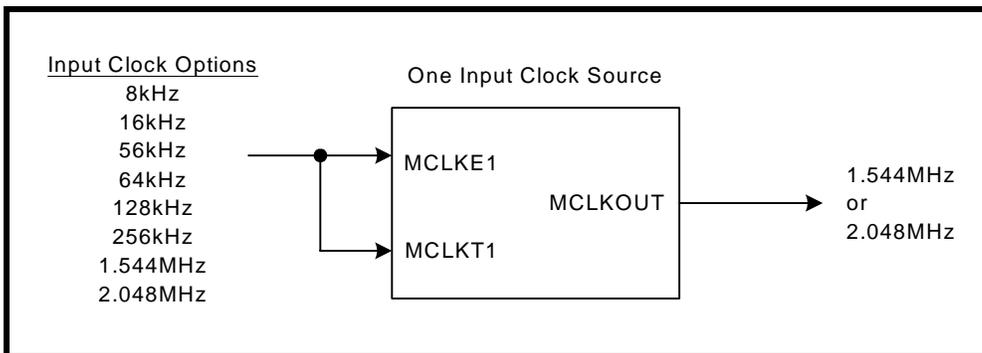 Input Clock Options
8kHz
16kHz
56kHz
64kHz
128kHz
256kHz
1.544MHz
2.048MHz
One Input Clock Source
MCLKE1
MCLKT1
MCLKOUT
1.544MHz
or
2.048MHz